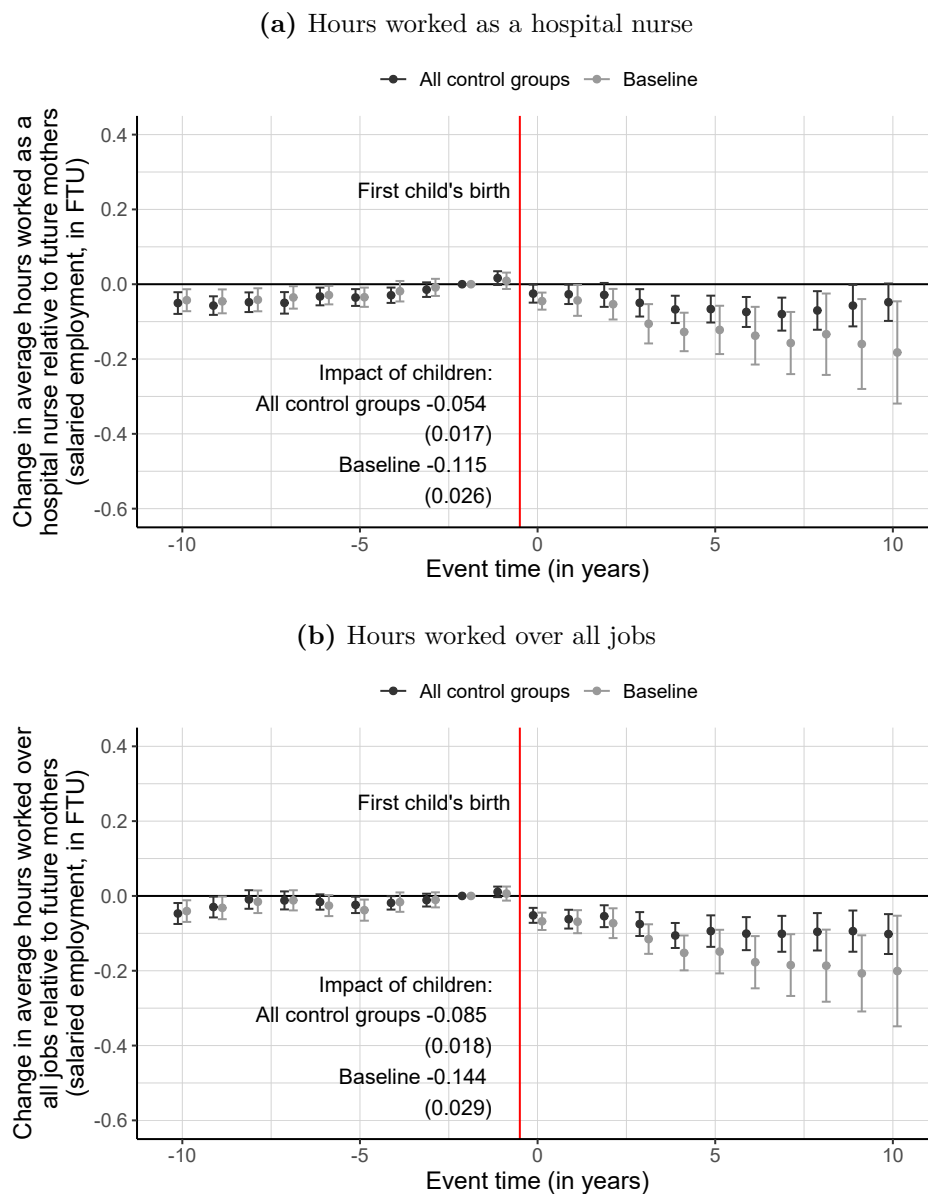 (a) Hours worked as a hospital nurse
All control groups Baseline
Change in average hours worked as a
hospital nurse relative to future mothers
(salaried employment, in FTU)
0.4
0.2
0.0
-0.2
-0.4
-0.6
First child's birth
Impact of children:
All control groups -0.054
(0.017)
Baseline -0.115
(0.026)
-10 -5 0 5 10
Event time (in years)
(b) Hours worked over all jobs
All control groups Baseline
Change in average hours worked over
all jobs relative to future mothers
(salaried employment, in FTU)
0.4
0.2
0.0
-0.2
-0.4
-0.6
First child's birth
Impact of children:
All control groups -0.085
(0.018)
Baseline -0.144
(0.029)
-10 -5 0 5 10
Event time (in years)